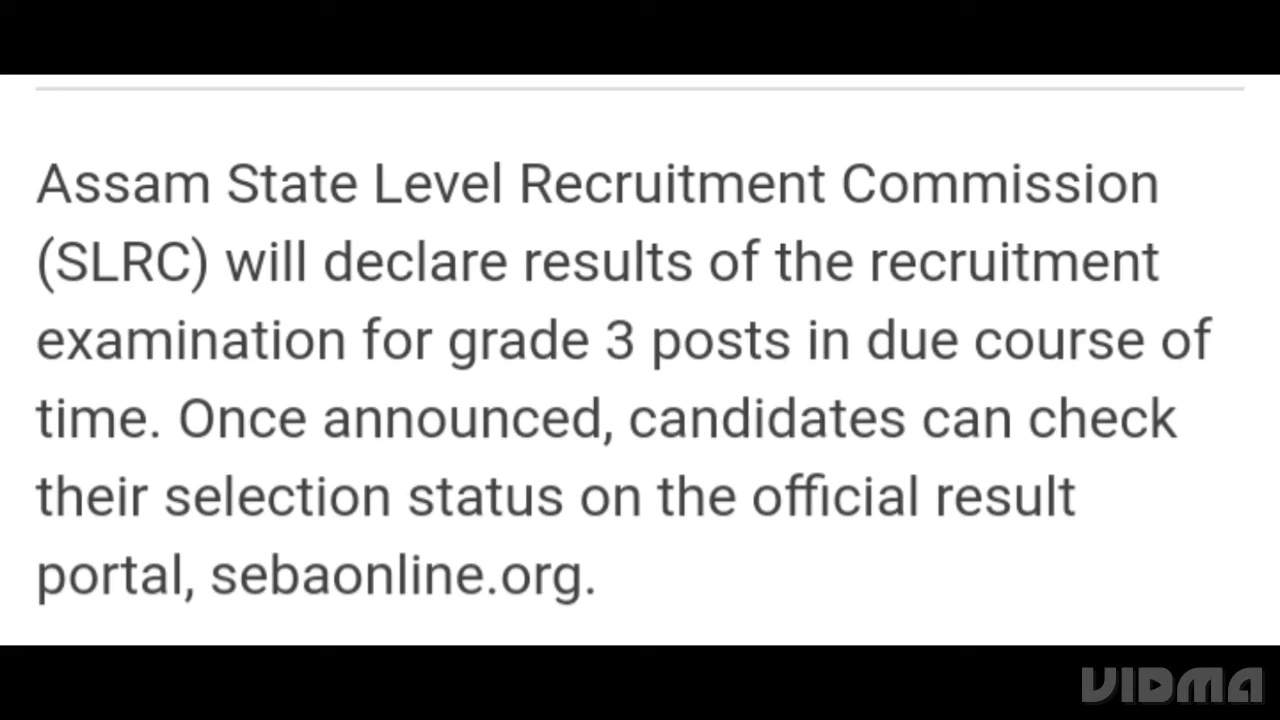 Assam State Level Recruitment Commission
(SLRC) will declare results of the recruitment
examination for grade 3 posts in due course of
time. Once announced, candidates can check
their selection status on the official result
portal, sebaonline.org.
VIDMA